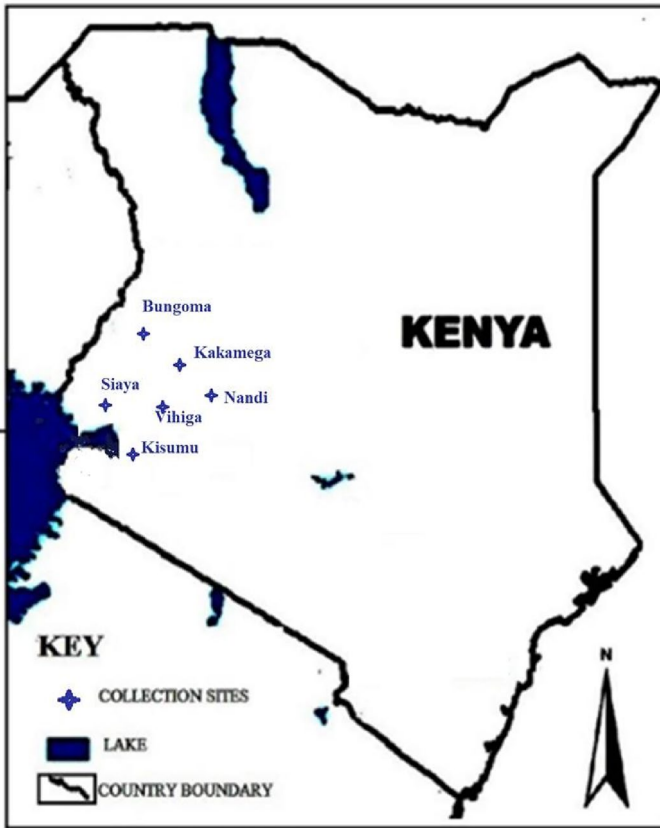 Bungoma
KENYA
Kakamega
Siaya
Nandi
Vihiga
Kisumu
KEY
N
COLLECTION SITES
LAKE
COUNTRY BOUNDARY